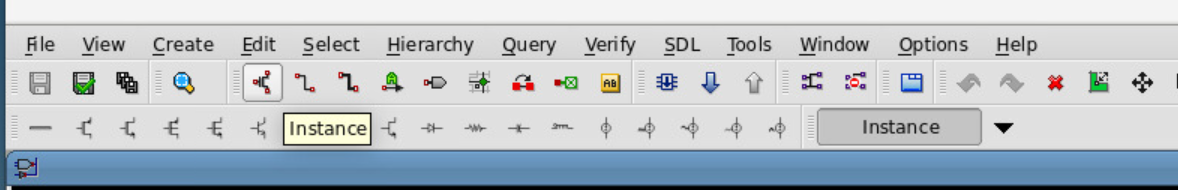 File View Create Edit Select Hierarchy Query Verify SDL Tools Window Options Help
AB
Instance Instance